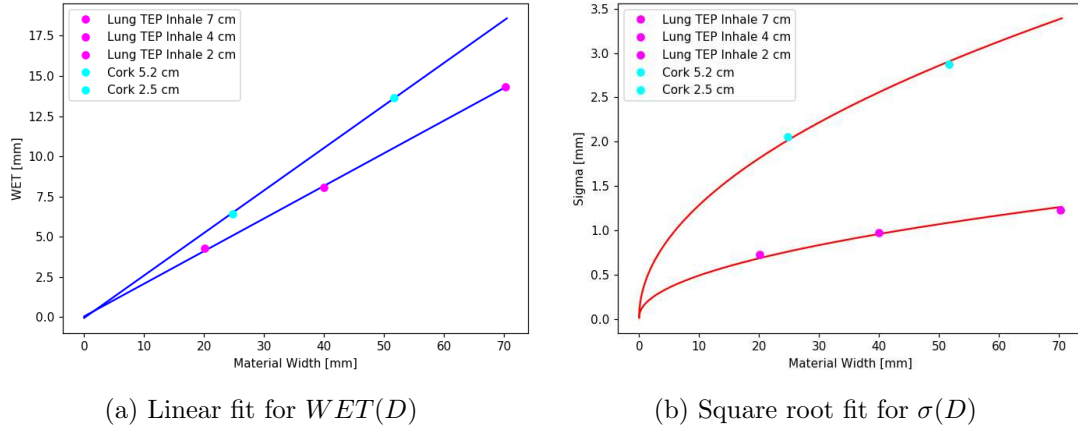 17.5
15.0
12.5
10.0
7.5
5.0
2.5
0.0
WET [mm]
Lung TEP Inhale 7 cm
Lung TEP Inhale 4 cm
Lung TEP Inhale 2 cm
Cork 5.2 cm
Cork 2.5 cm
0 10 20 30 40 50 60 70
Material Width [mm]
(a) Linear fit for WET(D)
3.5
3.0
2.5
2.0
1.5
1.0
0.5
0.0
Sigma [mm]
Lung TEP Inhale 7 cm
Lung TEP Inhale 4 cm
Lung TEP Inhale 2 cm
Cork 5.2 cm
Cork 2.5 cm
0 10 20 30 40 50 60 70
Material Width [mm]
(b) Square root fit for σ(D)